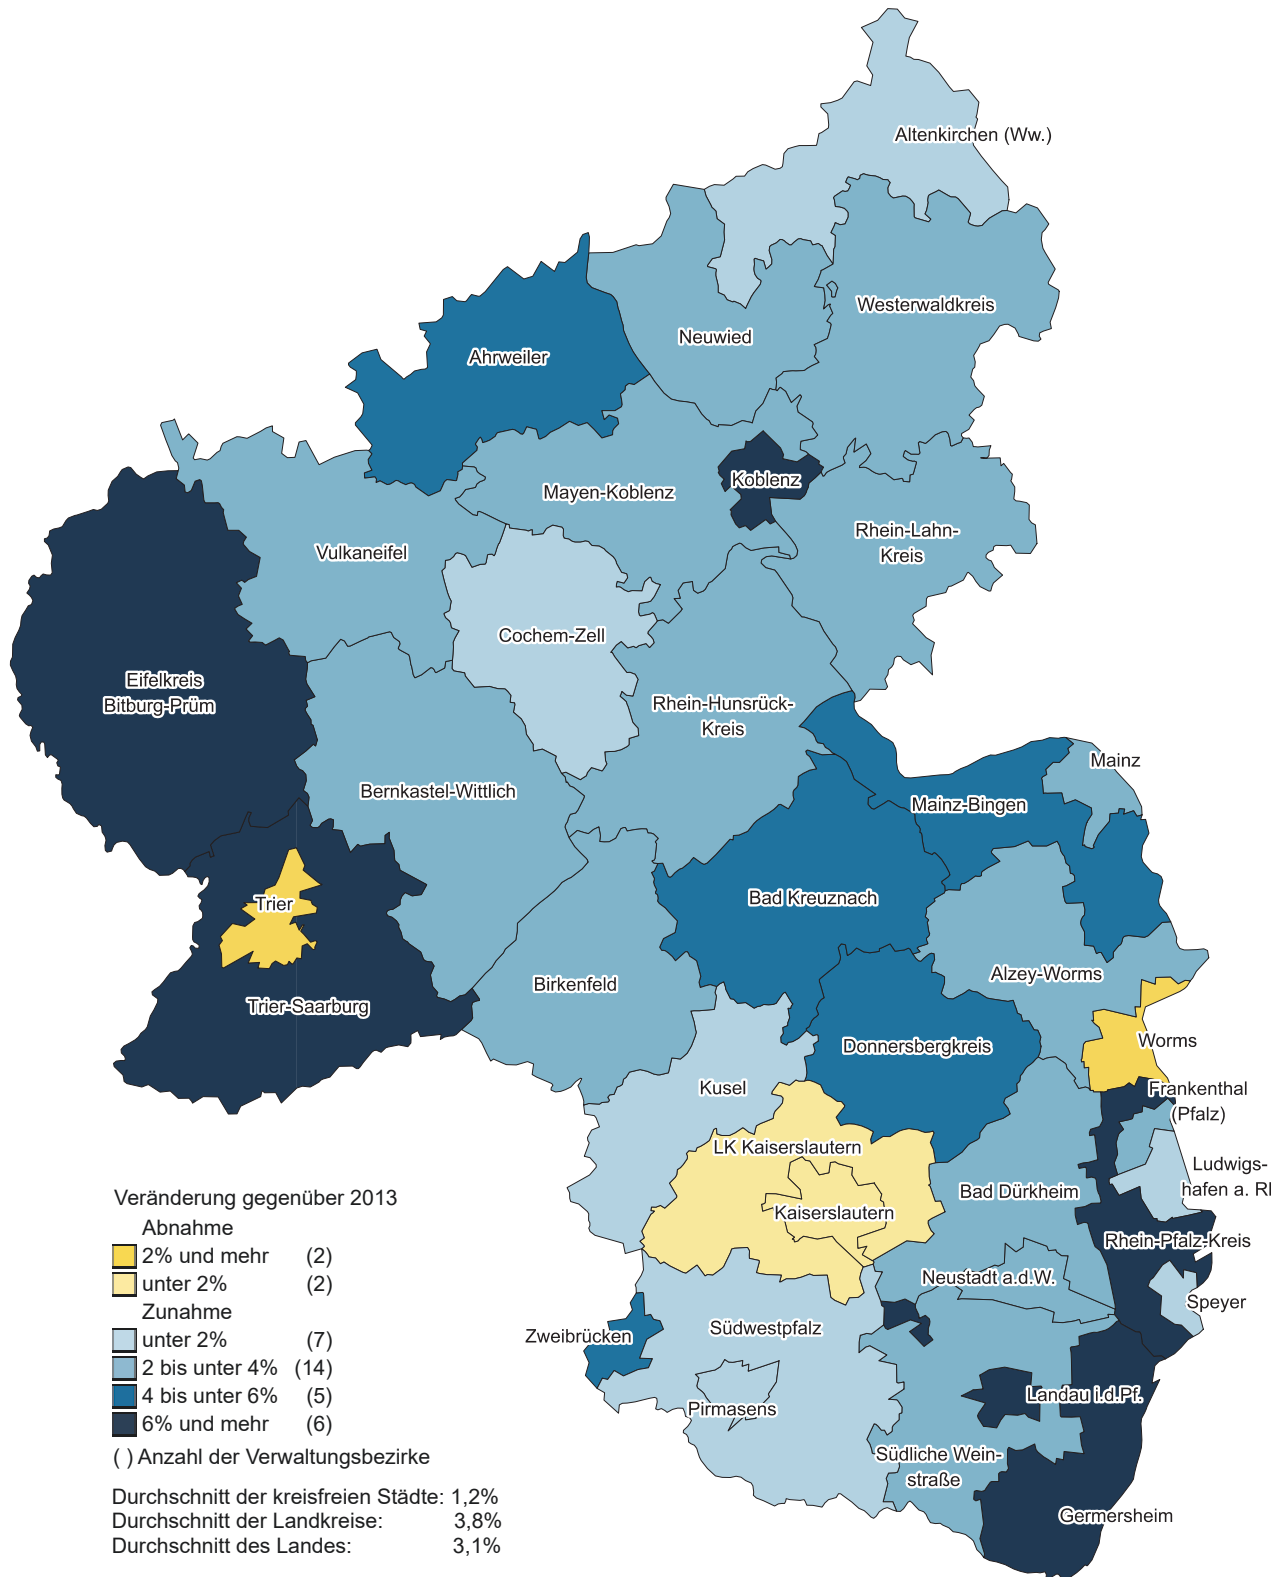 Altenkirchen (Ww.)
Westerwaldkreis
Neuwied
Ahrweiler
Koblenz
Mayen-Koblenz
Rhein-Lahn-
Kreis
Vulkaneifel
Cochem-Zell
Eifelkreis
Bitburg-Prüm
Rhein-Hunsrück-
Kreis
Mainz
Bernkastel-Wittlich
Mainz-Bingen
Bad Kreuznach
Trier
Alzey-Worms
Birkenfeld
Trier-Saarburg
Worms
Donnersbergkreis
Kusel
Frankenthal
(Pfalz)
LK Kaiserslautern
Ludwigs-
hafen a. Rl
Bad Dürkheim
Kaiserslautern
Rhein-Pfalz-Kreis
Neustadt a.d.W.
Speyer
Südwestpfalz
Zweibrücken
Landau i.d.Pf.
Pirmasens
Südliche Wein-
straße
Germersheim
Veränderung gegenüber 2013
Abnahme
2% und mehr (2)
unter 2% (2)
Zunahme
unter 2% (7)
2 bis unter 4% (14)
4 bis unter 6% (5)
6% und mehr (6)
( ) Anzahl der Verwaltungsbezirke
Durchschnitt der kreisfreien Städte: 1,2%
Durchschnitt der Landkreise: 3,8%
Durchschnitt des Landes: 3,1%